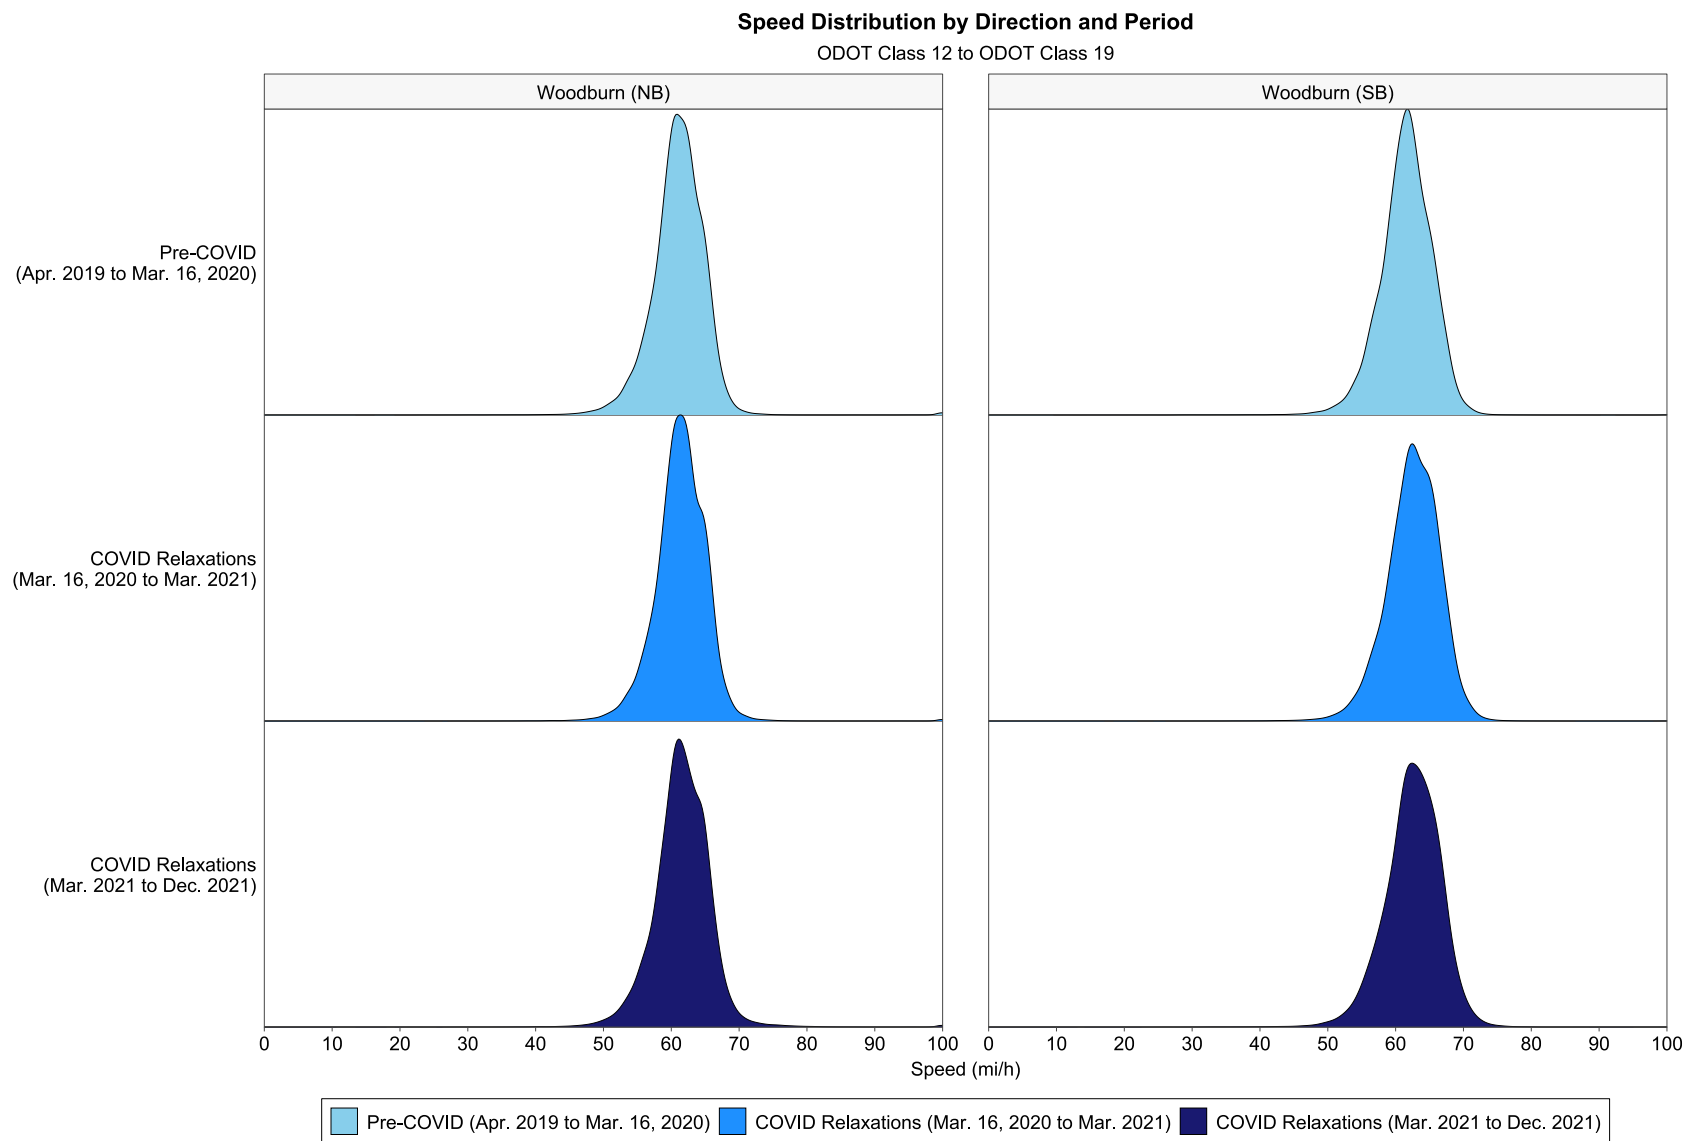 Speed Distribution by Direction and Period
ODOT Class 12 to ODOT Class 19
Woodburn (NB)
Woodburn (SB)
Pre-COVID
(Apr. 2019 to Mar. 16, 2020)
COVID Relaxations
(Mar. 16, 2020 to Mar. 2021)
COVID Relaxations
(Mar. 2021 to Dec. 2021)
0 10 20 30 40 50 60 70 80 90 100
0 10 20 30 40 50 60 70 80 90 100
Speed (mi/h)
Pre-COVID (Apr. 2019 to Mar. 16, 2020) COVID Relaxations (Mar. 16, 2020 to Mar. 2021) COVID Relaxations (Mar. 2021 to Dec. 2021)